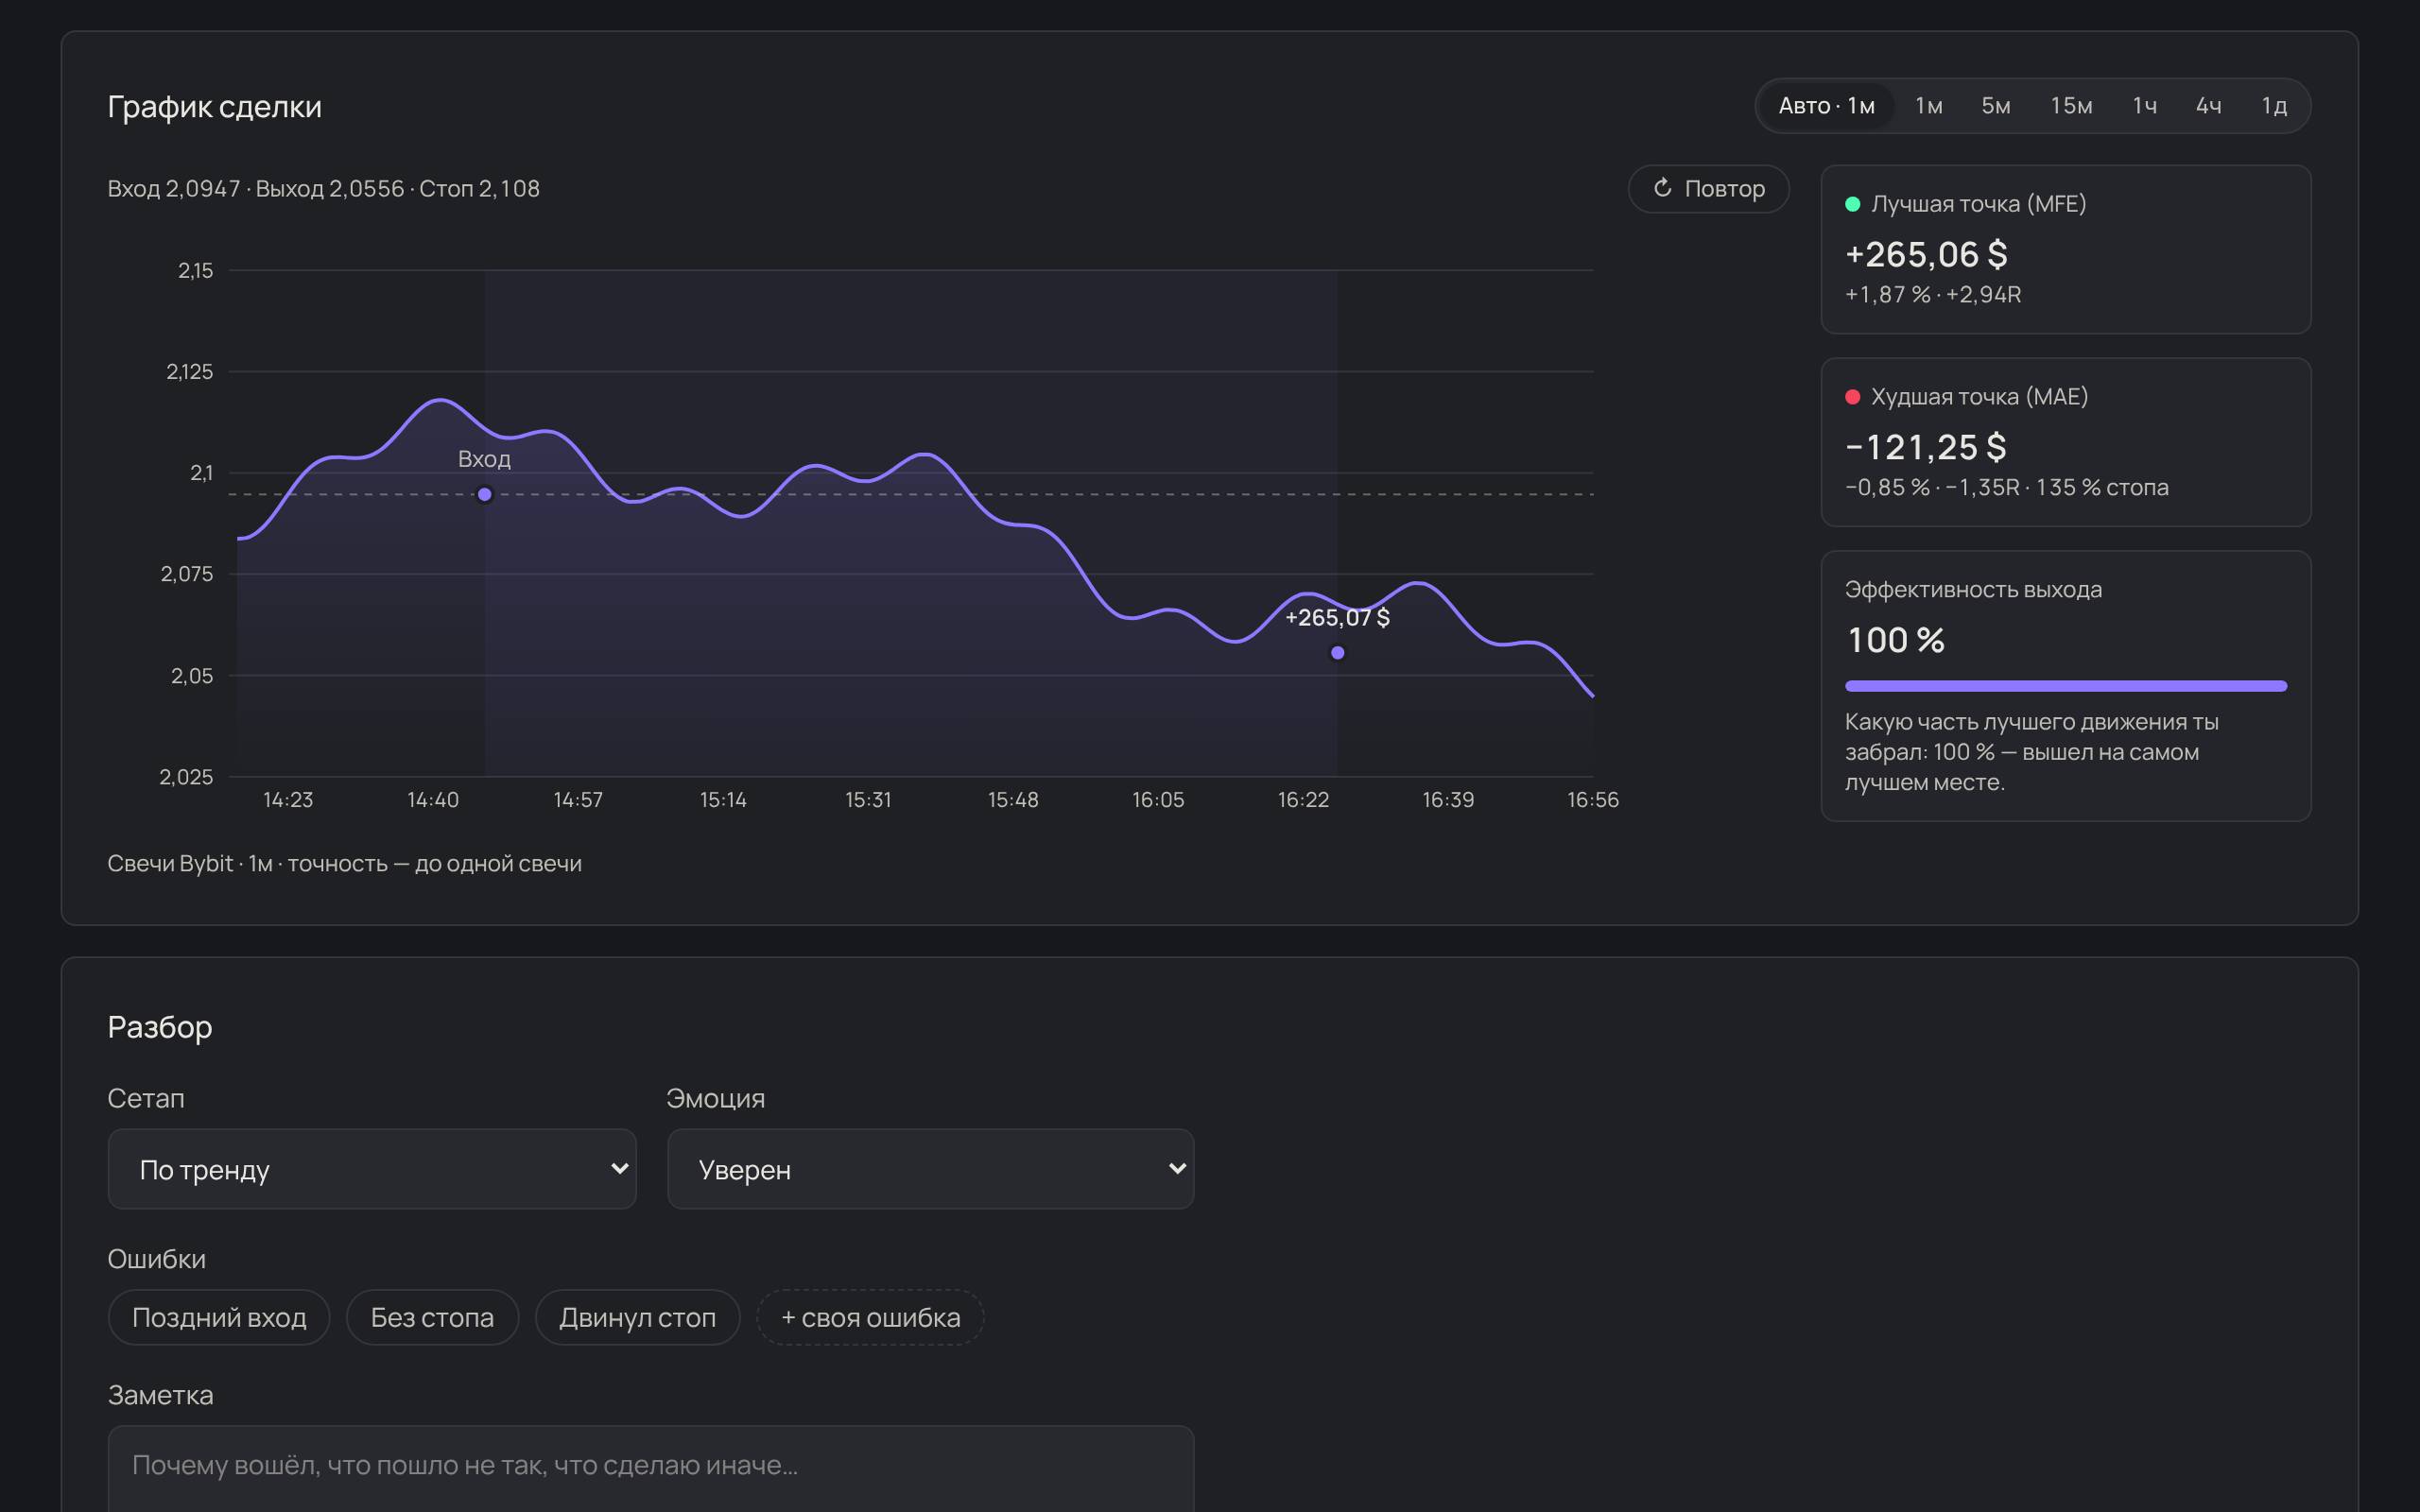 График сделки
Авто · 1м
1м
5м
15м
1ч
4ч
1д
Вход 2,0947 · Выход 2,0556 · Стоп 2,108
Повтор
2,15
2,125
2,1
2,075
2,05
2,025
Вход
+265,07 $
14:23
14:40
14:57
15:14
15:31
15:48
16:05
16:22
16:39
16:56
Свечи Bybit · 1м · точность — до одной свечи
Лучшая точка (MFE)
+265,06 $
+1,87 % · +2,94R
Худшая точка (MAE)
−121,25 $
−0,85 % · −1,35R · 135 % стопа
Эффективность выхода
100 %
Какую часть лучшего движения ты
забрал: 100 % — вышел на самом
лучшем месте.
Разбор
Сетап
Эмоция
По тренду
Уверен
Ошибки
Поздний вход
Без стопа
Двинул стоп
+ своя ошибка
Заметка
Почему вошёл, что пошло не так, что сделаю иначе…